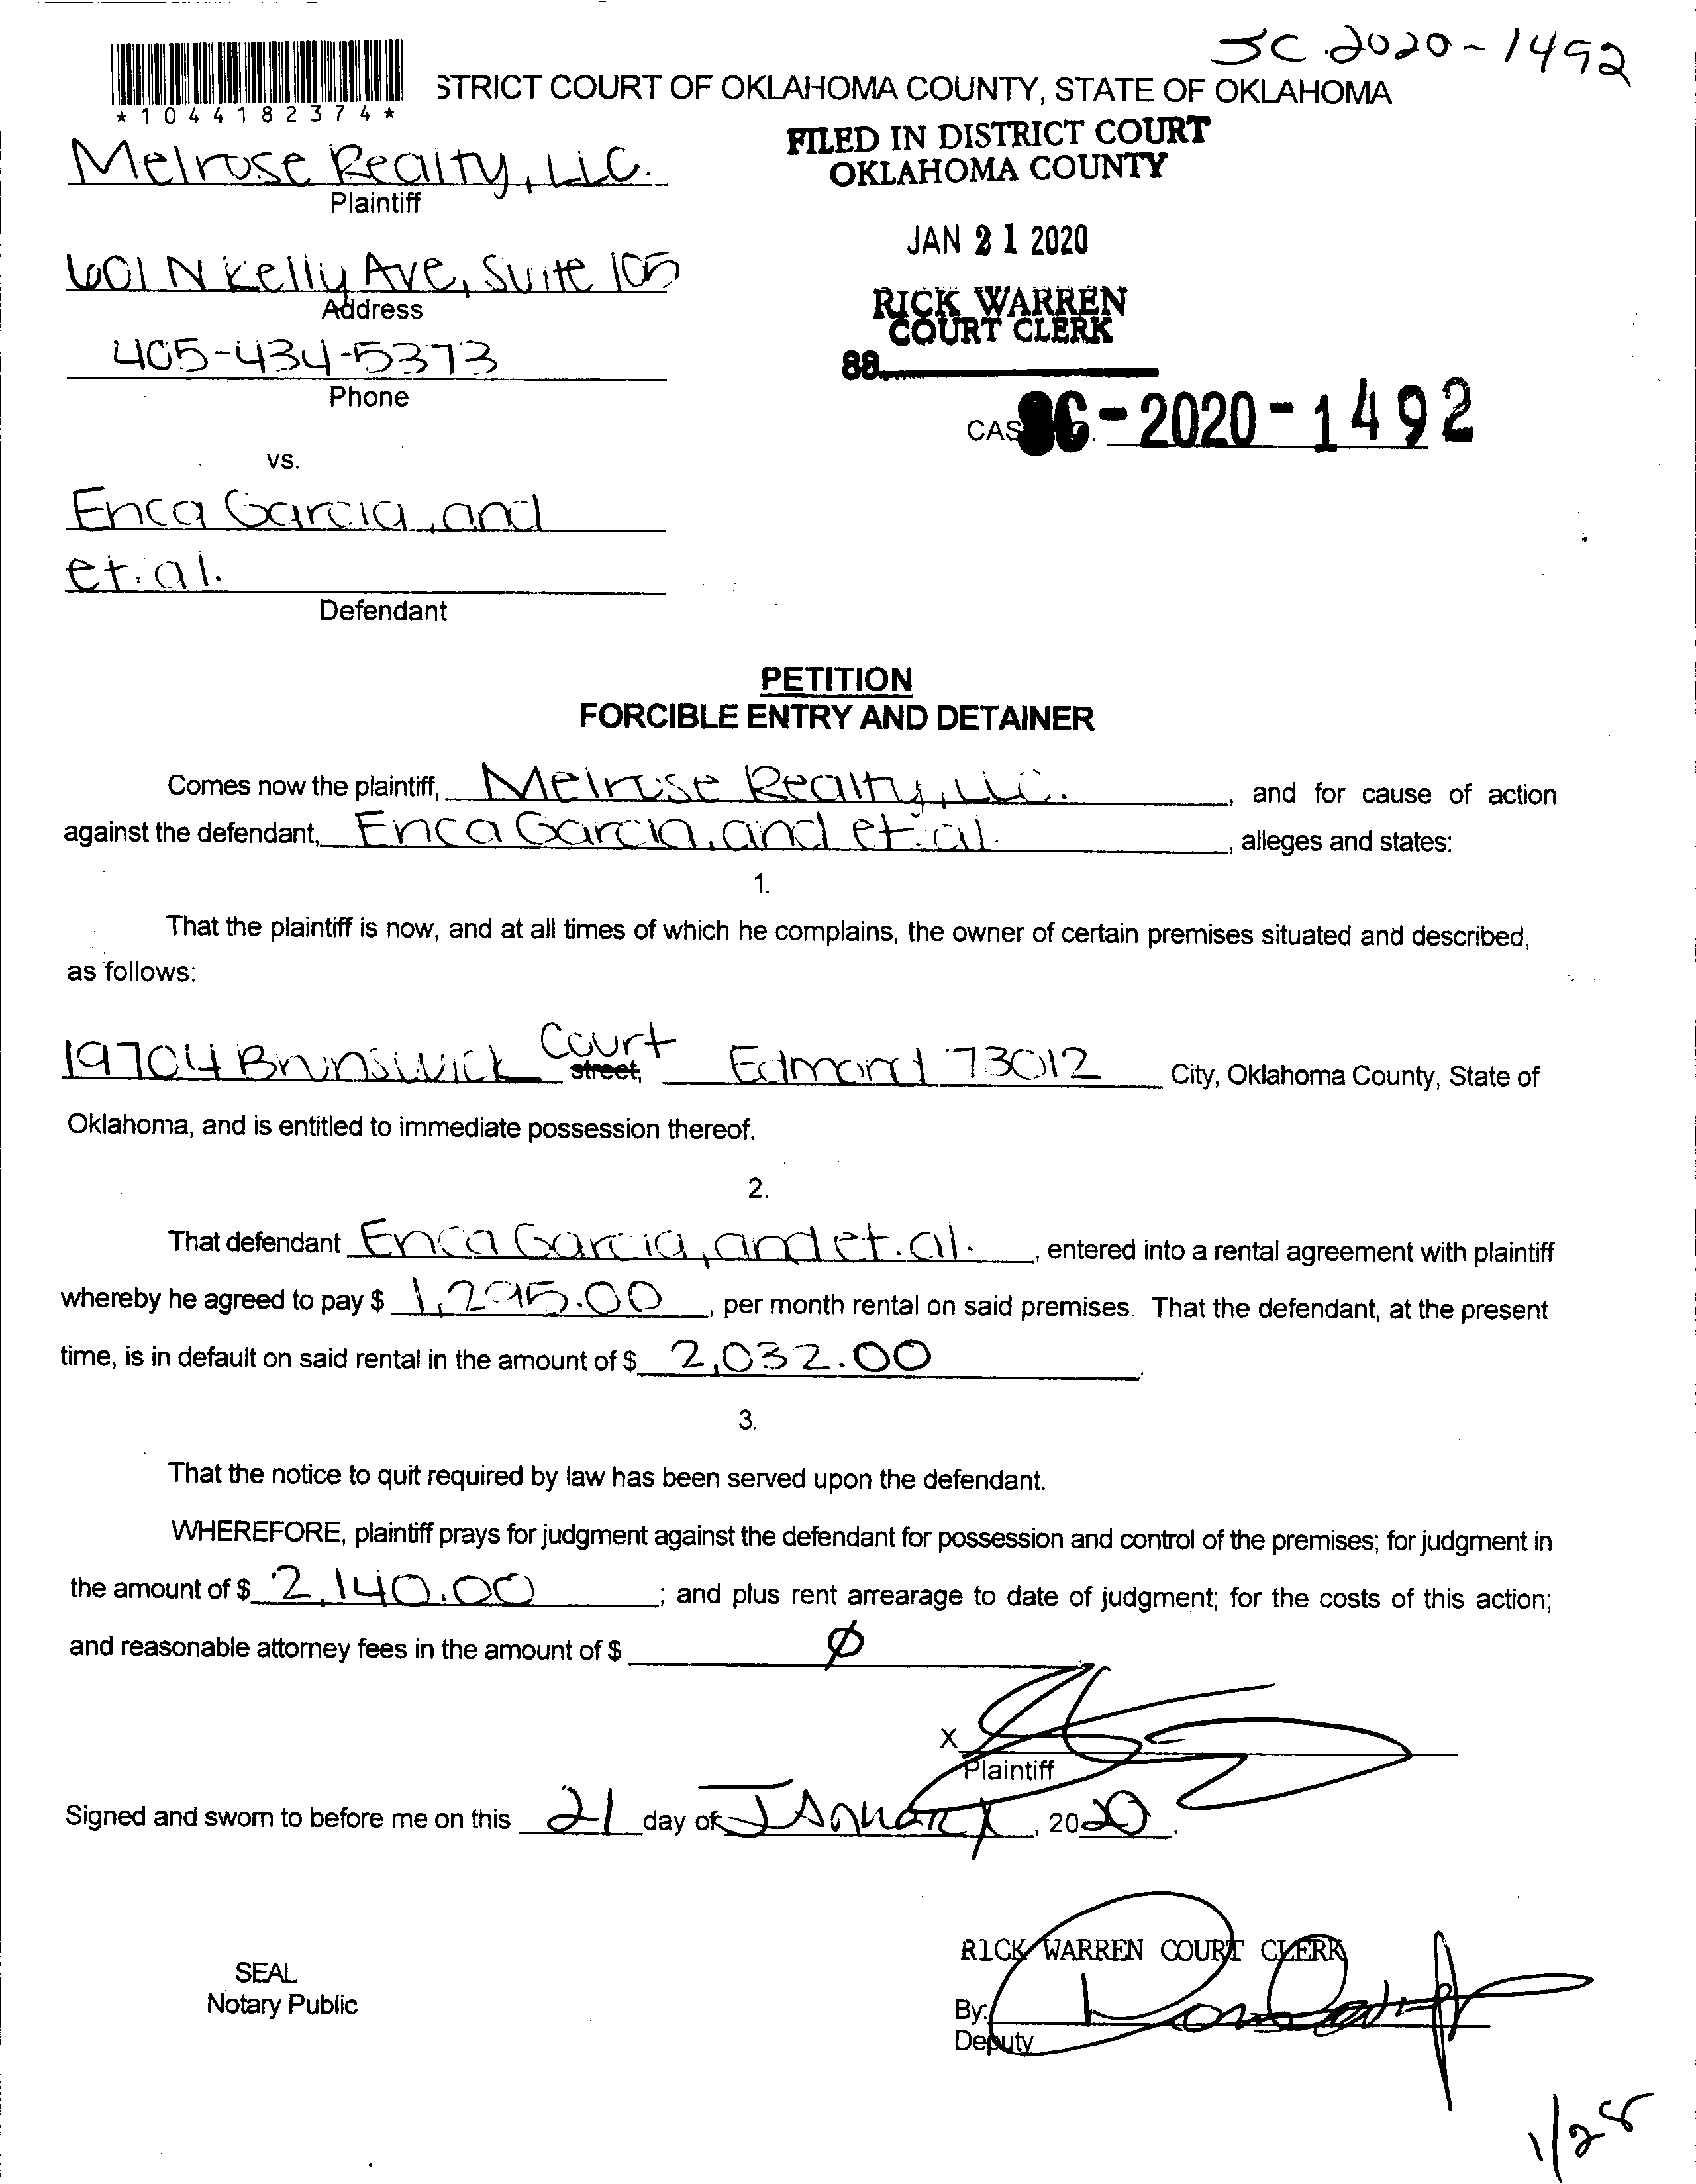 SC 2020-1492
STRICT COURT OF OKLAHOMA COUNTY, STATE OF OKLAHOMA
*1044182374*
FILED IN DISTRICT COURT
OKLAHOMA COUNTY
Melrose Realty, LLC.
Plaintiff
JAN 21 2020
601 N Kelly Ave, Suite 105
Address
RICK WARREN
COURT CLERK
405-434-5373
88
Phone
CAS SC-2020-1492
vs.
Erica Garcia, and
et. al.
Defendant
PETITION
FORCIBLE ENTRY AND DETAINER
Comes now the plaintiff, Melrose Realty, LLC. , and for cause of action
against the defendant, Erica Garcia, and et. al. , alleges and states:
1.
That the plaintiff is now, and at all times of which he complains, the owner of certain premises situated and described,
as follows:
19704 Brunswick Court street, Edmond 73012 City, Oklahoma County, State of
Oklahoma, and is entitled to immediate possession thereof.
2.
That defendant Erica Garcia, and et. al. , entered into a rental agreement with plaintiff
whereby he agreed to pay $ 1,295.00 , per month rental on said premises. That the defendant, at the present
time, is in default on said rental in the amount of $ 2,032.00 .
3.
That the notice to quit required by law has been served upon the defendant.
WHEREFORE, plaintiff prays for judgment against the defendant for possession and control of the premises; for judgment in
the amount of $ 2,140.00 ; and plus rent arrearage to date of judgment; for the costs of this action;
and reasonable attorney fees in the amount of $ Ø
X
Plaintiff
Signed and sworn to before me on this 21 day of January, 2020.
RICK WARREN COURT CLERK
SEAL
Notary Public
By:
Deputy
1/28